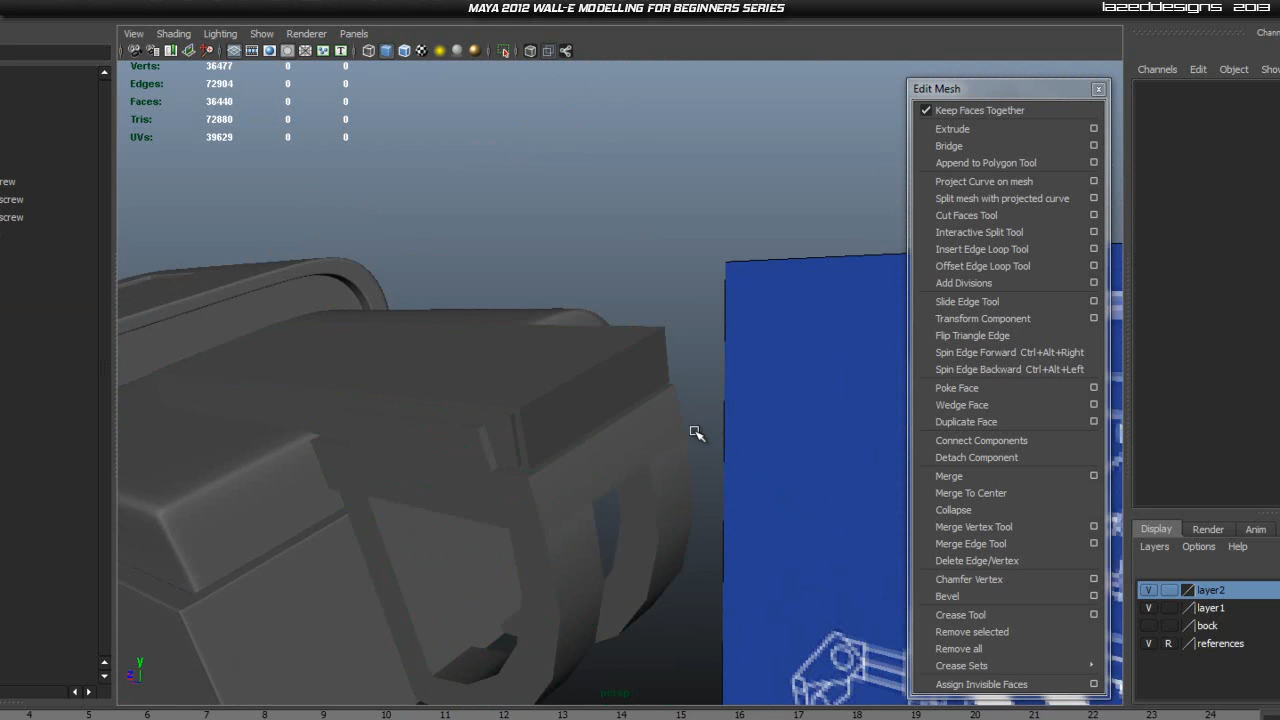 MAYA 2012 WALL-E MODELLING FOR BEGINNERS SERIES
LAZEDDESIGNS 2013
View Shading Lighting Show Renderer Panels
Verts: 36477 0 0
Edges: 72904 0 0
Faces: 36440 0 0
Tris: 72880 0 0
UVs: 39629 0 0
rew
screw
screw
Edit Mesh
Keep Faces Together
Extrude
Bridge
Append to Polygon Tool
Project Curve on mesh
Split mesh with projected curve
Cut Faces Tool
Interactive Split Tool
Insert Edge Loop Tool
Offset Edge Loop Tool
Add Divisions
Slide Edge Tool
Transform Component
Flip Triangle Edge
Spin Edge Forward Ctrl+Alt+Right
Spin Edge Backward Ctrl+Alt+Left
Poke Face
Wedge Face
Duplicate Face
Connect Components
Detach Component
Merge
Merge To Center
Collapse
Merge Vertex Tool
Merge Edge Tool
Delete Edge/Vertex
Chamfer Vertex
Bevel
Crease Tool
Remove selected
Remove all
Crease Sets
Assign Invisible Faces
Chan
Channels Edit Object Sho
Display Render Anim
Layers Options Help
V layer2
V layer1
bock
V R references
y
z
persp
4 5 6 7 8 9 10 11 12 13 14 15 16 17 18 19 20 21 22 23 24